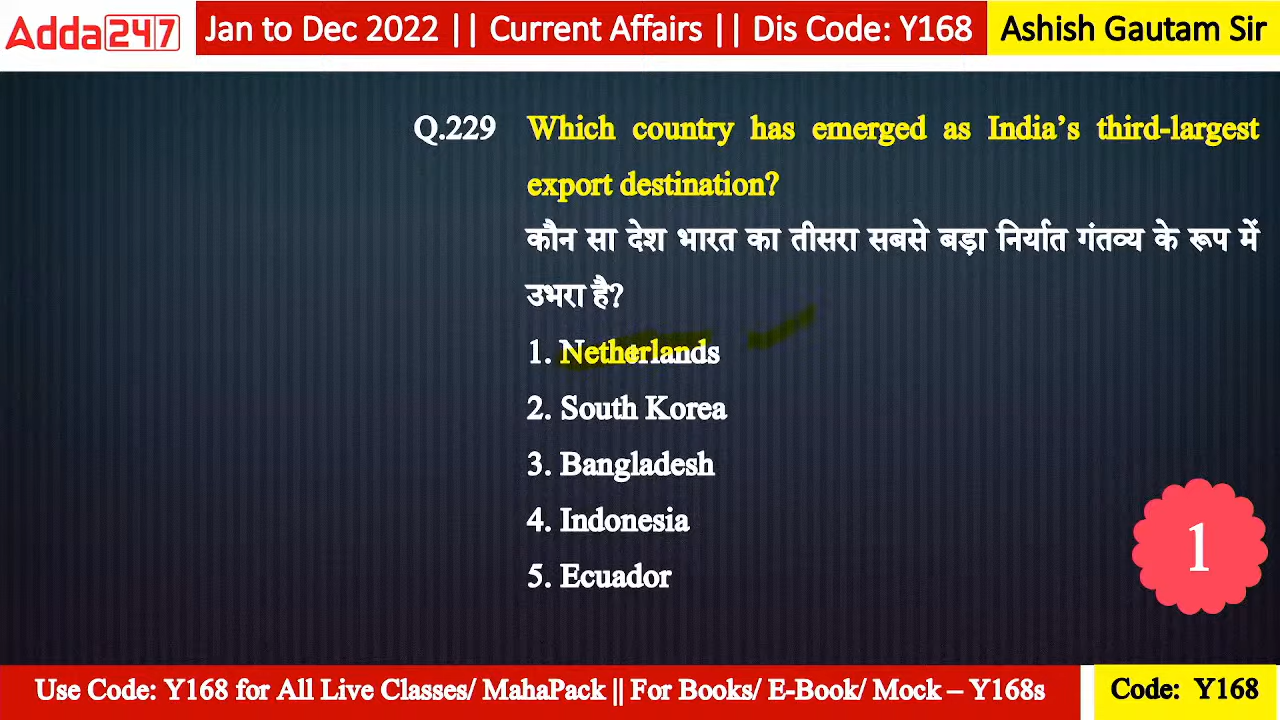 Adda247 Jan to Dec 2022 || Current Affairs || Dis Code: Y168 Ashish Gautam Sir
Q.229 Which country has emerged as India’s third-largest
export destination?
कौन सा देश भारत का तीसरा सबसे बड़ा निर्यात गंतव्य के रूप में
उभरा है?
1. Netherlands
2. South Korea
3. Bangladesh
4. Indonesia
5. Ecuador
1
Use Code: Y168 for All Live Classes/ MahaPack || For Books/ E-Book/ Mock – Y168s Code: Y168